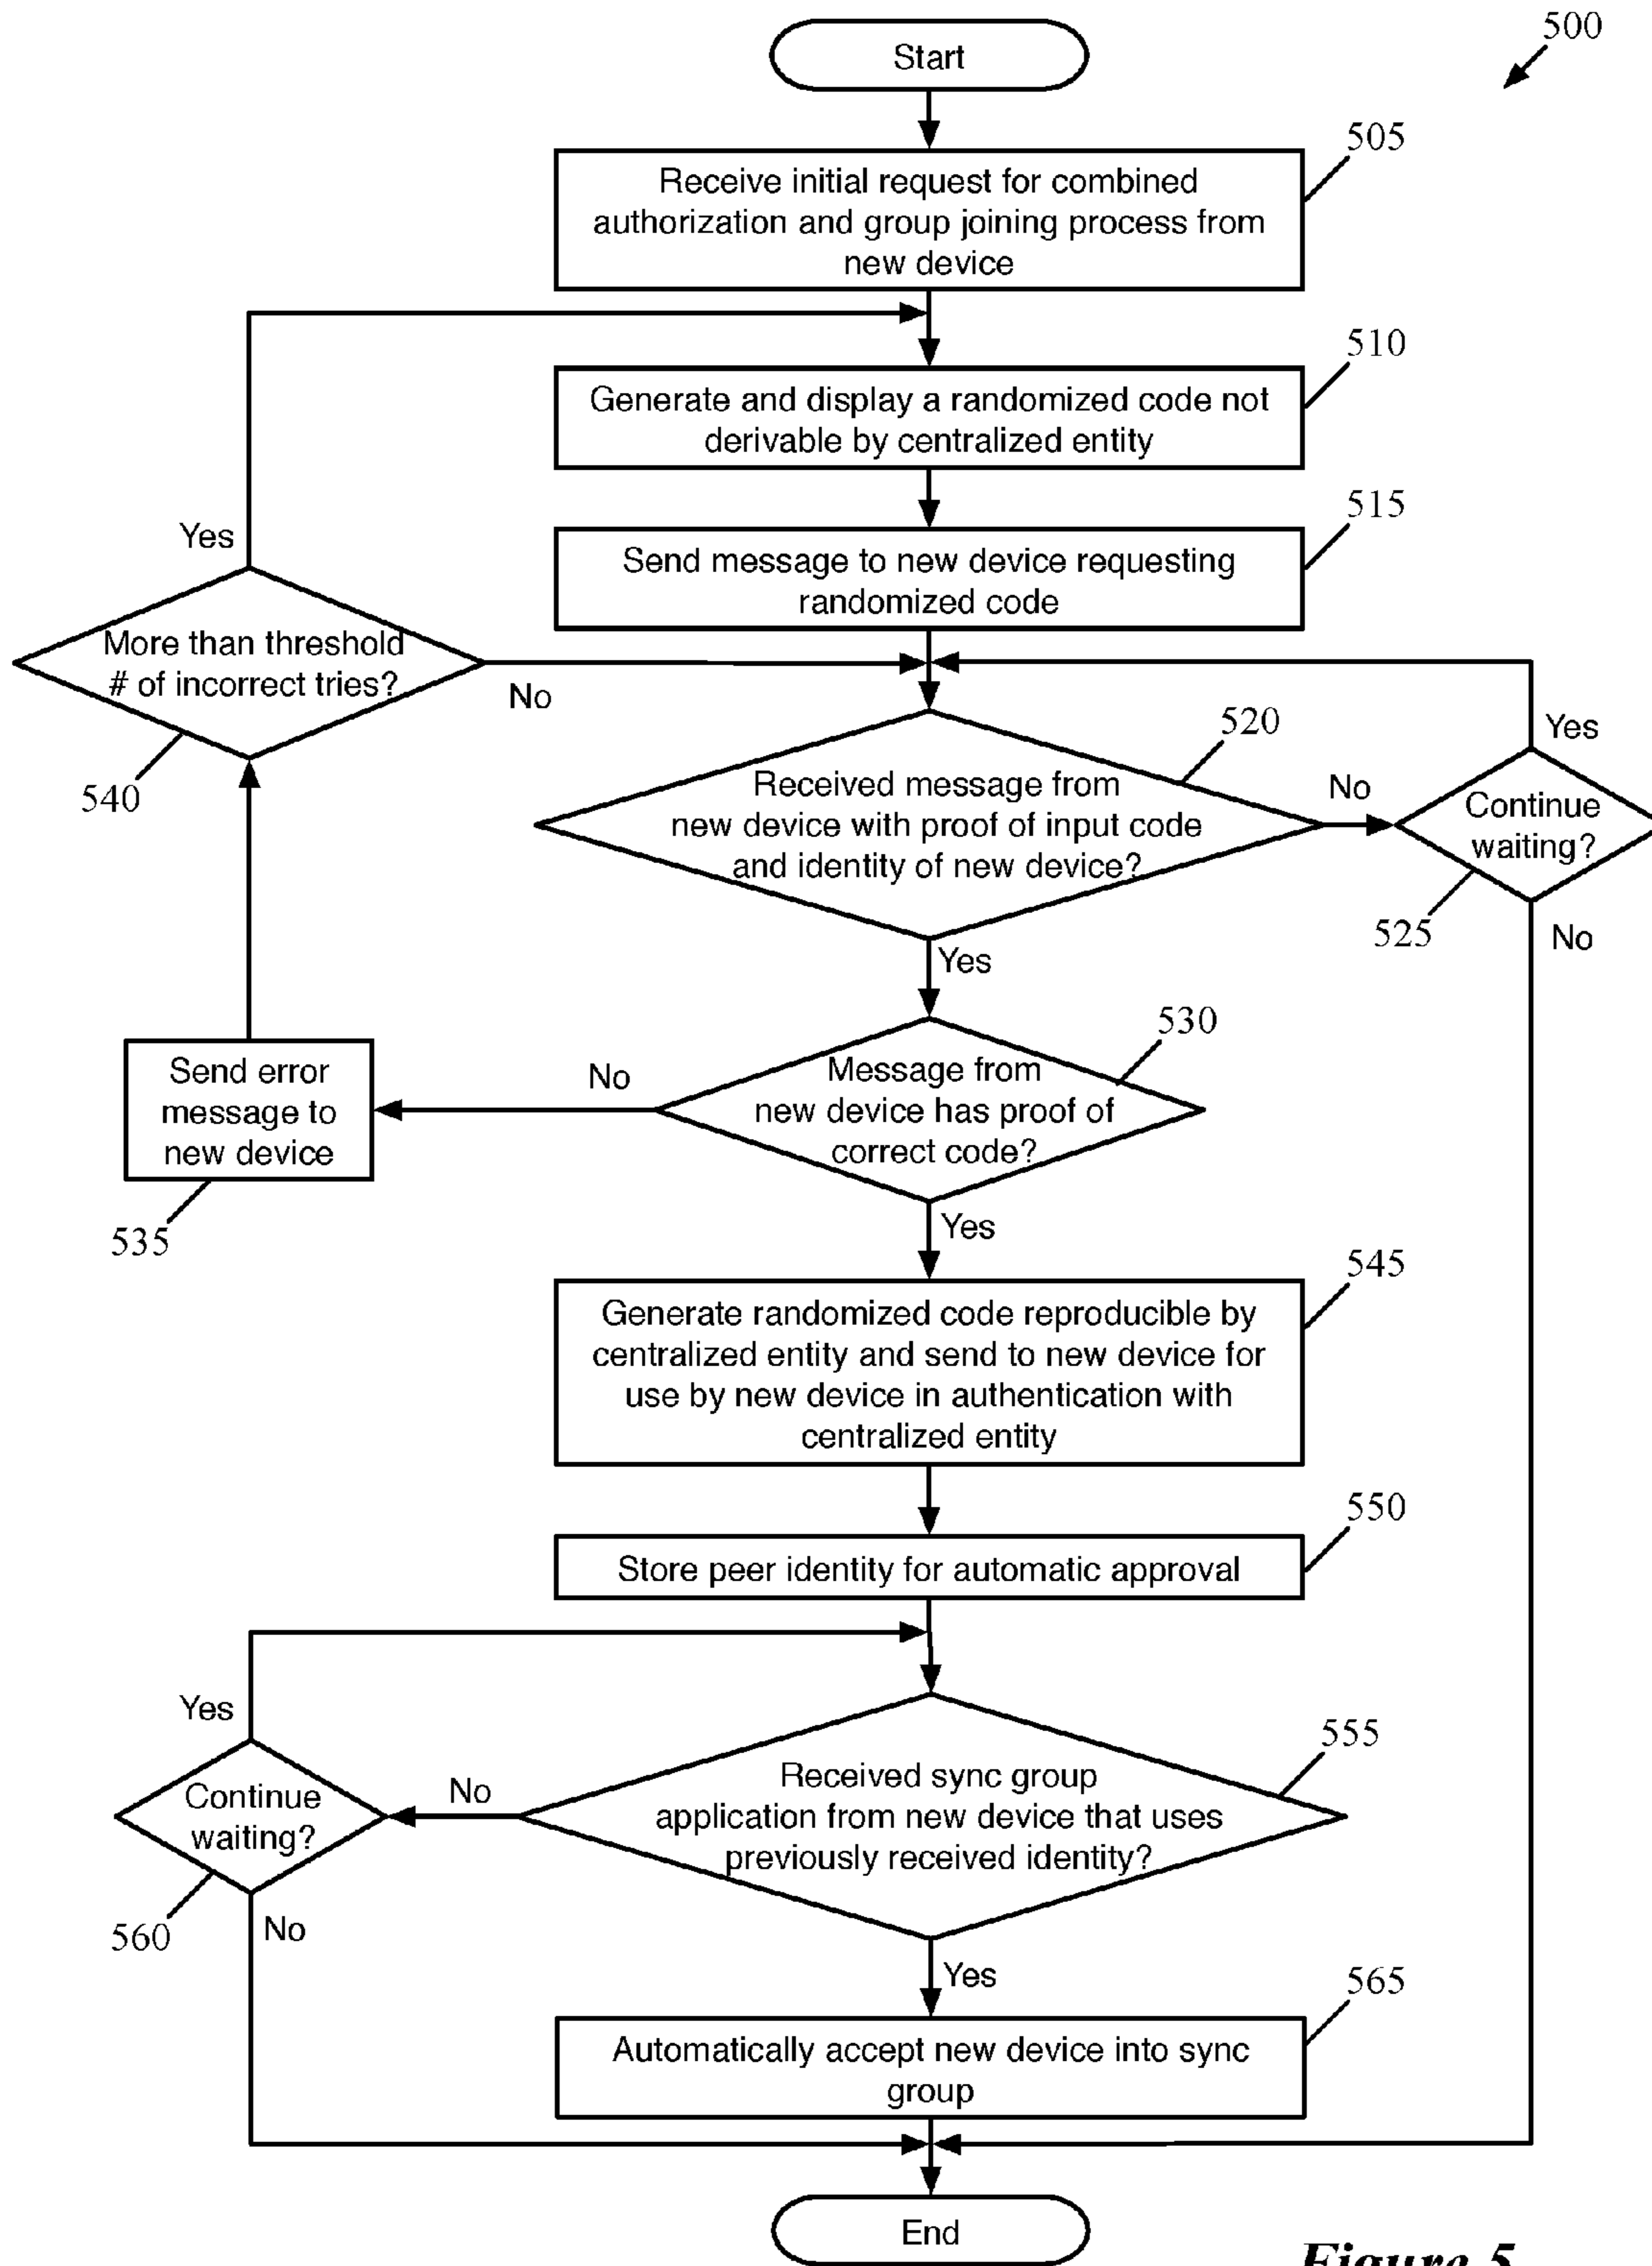 500
Start
505
Receive initial request for combined
authorization and group joining process from
new device
510
Generate and display a randomized code not
derivable by centralized entity
515
Send message to new device requesting
randomized code
Yes
More than threshold
# of incorrect tries?
No
540
520
Received message from
new device with proof of input code
and identity of new device?
No
Yes
Continue
waiting?
525
No
Yes
530
Message from
new device has proof of
correct code?
No
Send error
message to
new device
535
Yes
545
Generate randomized code reproducible by
centralized entity and send to new device for
use by new device in authentication with
centralized entity
550
Store peer identity for automatic approval
Yes
555
Received sync group
application from new device that uses
previously received identity?
No
Continue
waiting?
560
No
Yes
565
Automatically accept new device into sync
group
End
Figure 5